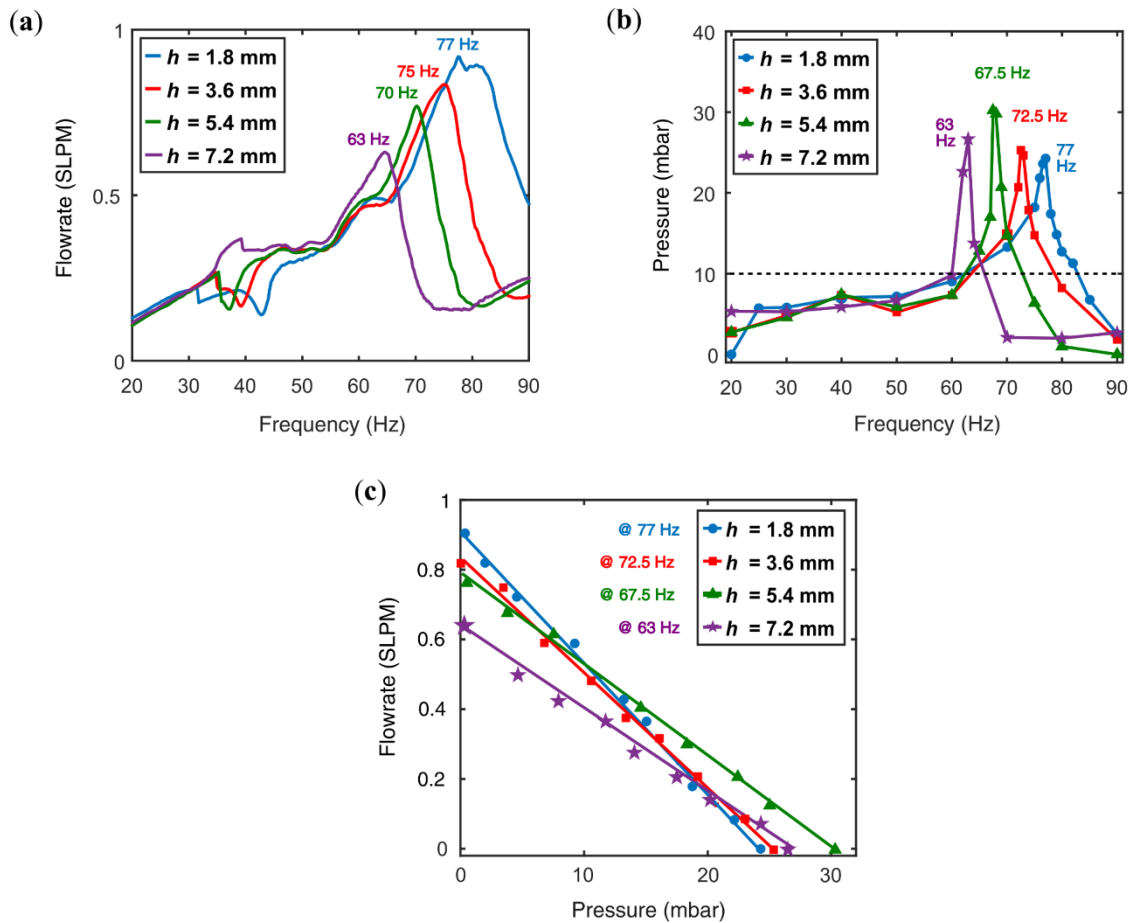 (a)
1
0.5
0
Flowrate (SLPM)
h = 1.8 mm
h = 3.6 mm
h = 5.4 mm
h = 7.2 mm
77 Hz
75 Hz
70 Hz
63 Hz
20 30 40 50 60 70 80 90
Frequency (Hz)
(b)
40
30
20
10
0
Pressure (mbar)
h = 1.8 mm
h = 3.6 mm
h = 5.4 mm
h = 7.2 mm
67.5 Hz
63
Hz
72.5 Hz
77
Hz
20 30 40 50 60 70 80 90
Frequency (Hz)
(c)
1
0.8
0.6
0.4
0.2
0
Flowrate (SLPM)
@ 77 Hz
@ 72.5 Hz
@ 67.5 Hz
@ 63 Hz
h = 1.8 mm
h = 3.6 mm
h = 5.4 mm
h = 7.2 mm
0 10 20 30
Pressure (mbar)